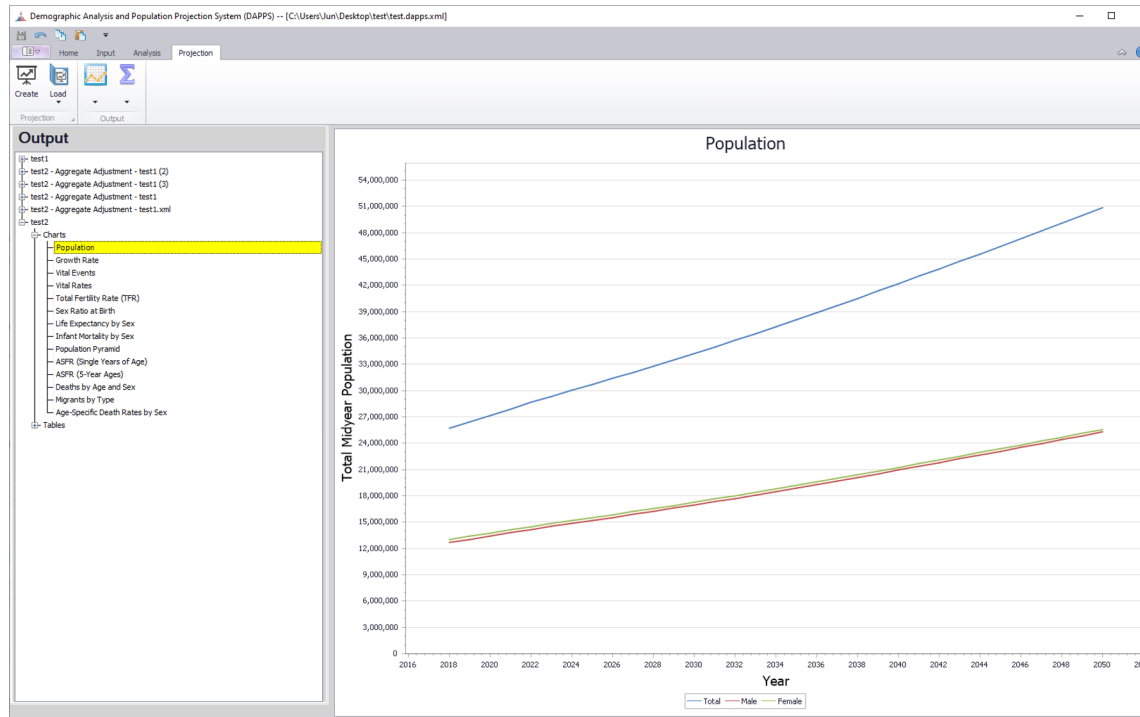 Demographic Analysis and Population Projection System (DAPPS) -- [C:\Users\Jun\Desktop\test\test.dapps.xml]
Home Input Analysis Projection
Create Load
Projection Output
Output
test1
test2 - Aggregate Adjustment - test1 (2)
test2 - Aggregate Adjustment - test1 (3)
test2 - Aggregate Adjustment - test1
test2 - Aggregate Adjustment - test1.xml
test2
Charts
Population
Growth Rate
Vital Events
Vital Rates
Total Fertility Rate (TFR)
Sex Ratio at Birth
Life Expectancy by Sex
Infant Mortality by Sex
Population Pyramid
ASFR (Single Years of Age)
ASFR (5-Year Ages)
Deaths by Age and Sex
Migrants by Type
Age-Specific Death Rates by Sex
Tables
Population
Total Midyear Population
54,000,000
51,000,000
48,000,000
45,000,000
42,000,000
39,000,000
36,000,000
33,000,000
30,000,000
27,000,000
24,000,000
21,000,000
18,000,000
15,000,000
12,000,000
9,000,000
6,000,000
3,000,000
0
2016 2018 2020 2022 2024 2026 2028 2030 2032 2034 2036 2038 2040 2042 2044 2046 2048 2050
Year
Total Male Female